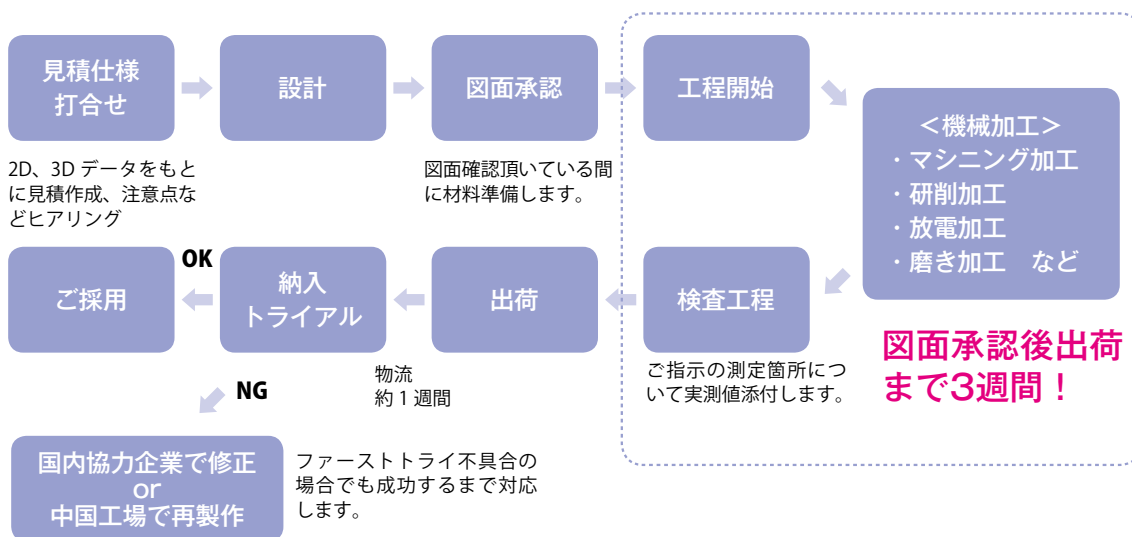 見積仕様
打合せ
設計
図面承認
工程開始
2D、3D データをもと
に見積作成、注意点な
どヒアリング
図面確認頂いている間
に材料準備します。
＜機械加工＞
・マシニング加工
・研削加工
・放電加工
・磨き加工　など
検査工程
ご指示の測定箇所につ
いて実測値添付します。
図面承認後出荷
まで3週間！
出荷
物流
約 1 週間
納入
トライアル
OK
ご採用
NG
国内協力企業で修正
or
中国工場で再製作
ファーストトライ不具合の
場合でも成功するまで対応
します。